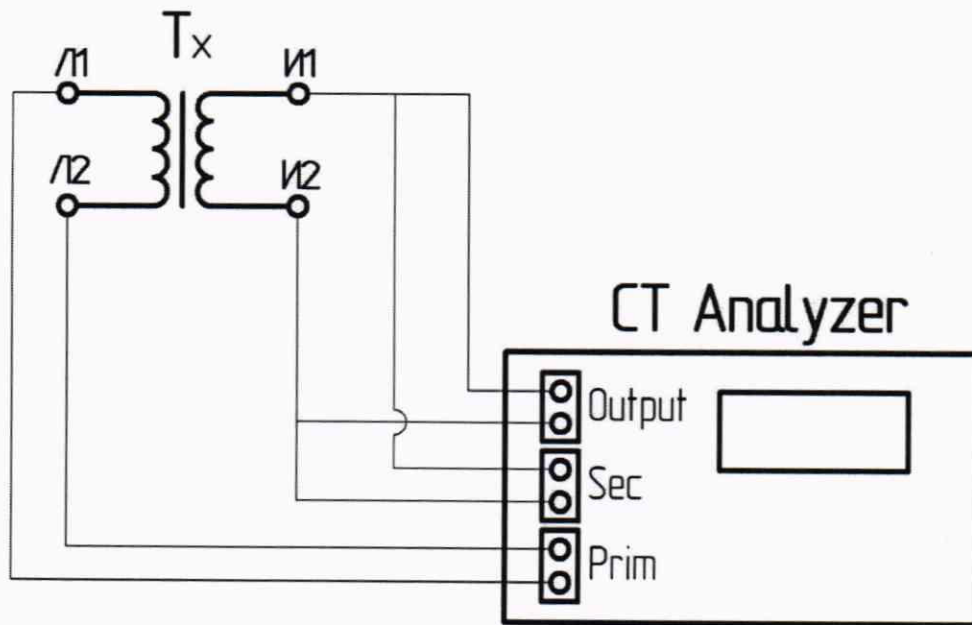 Tx
Л1
И1
Л2
И2
CT Analyzer
Output
Sec
Prim